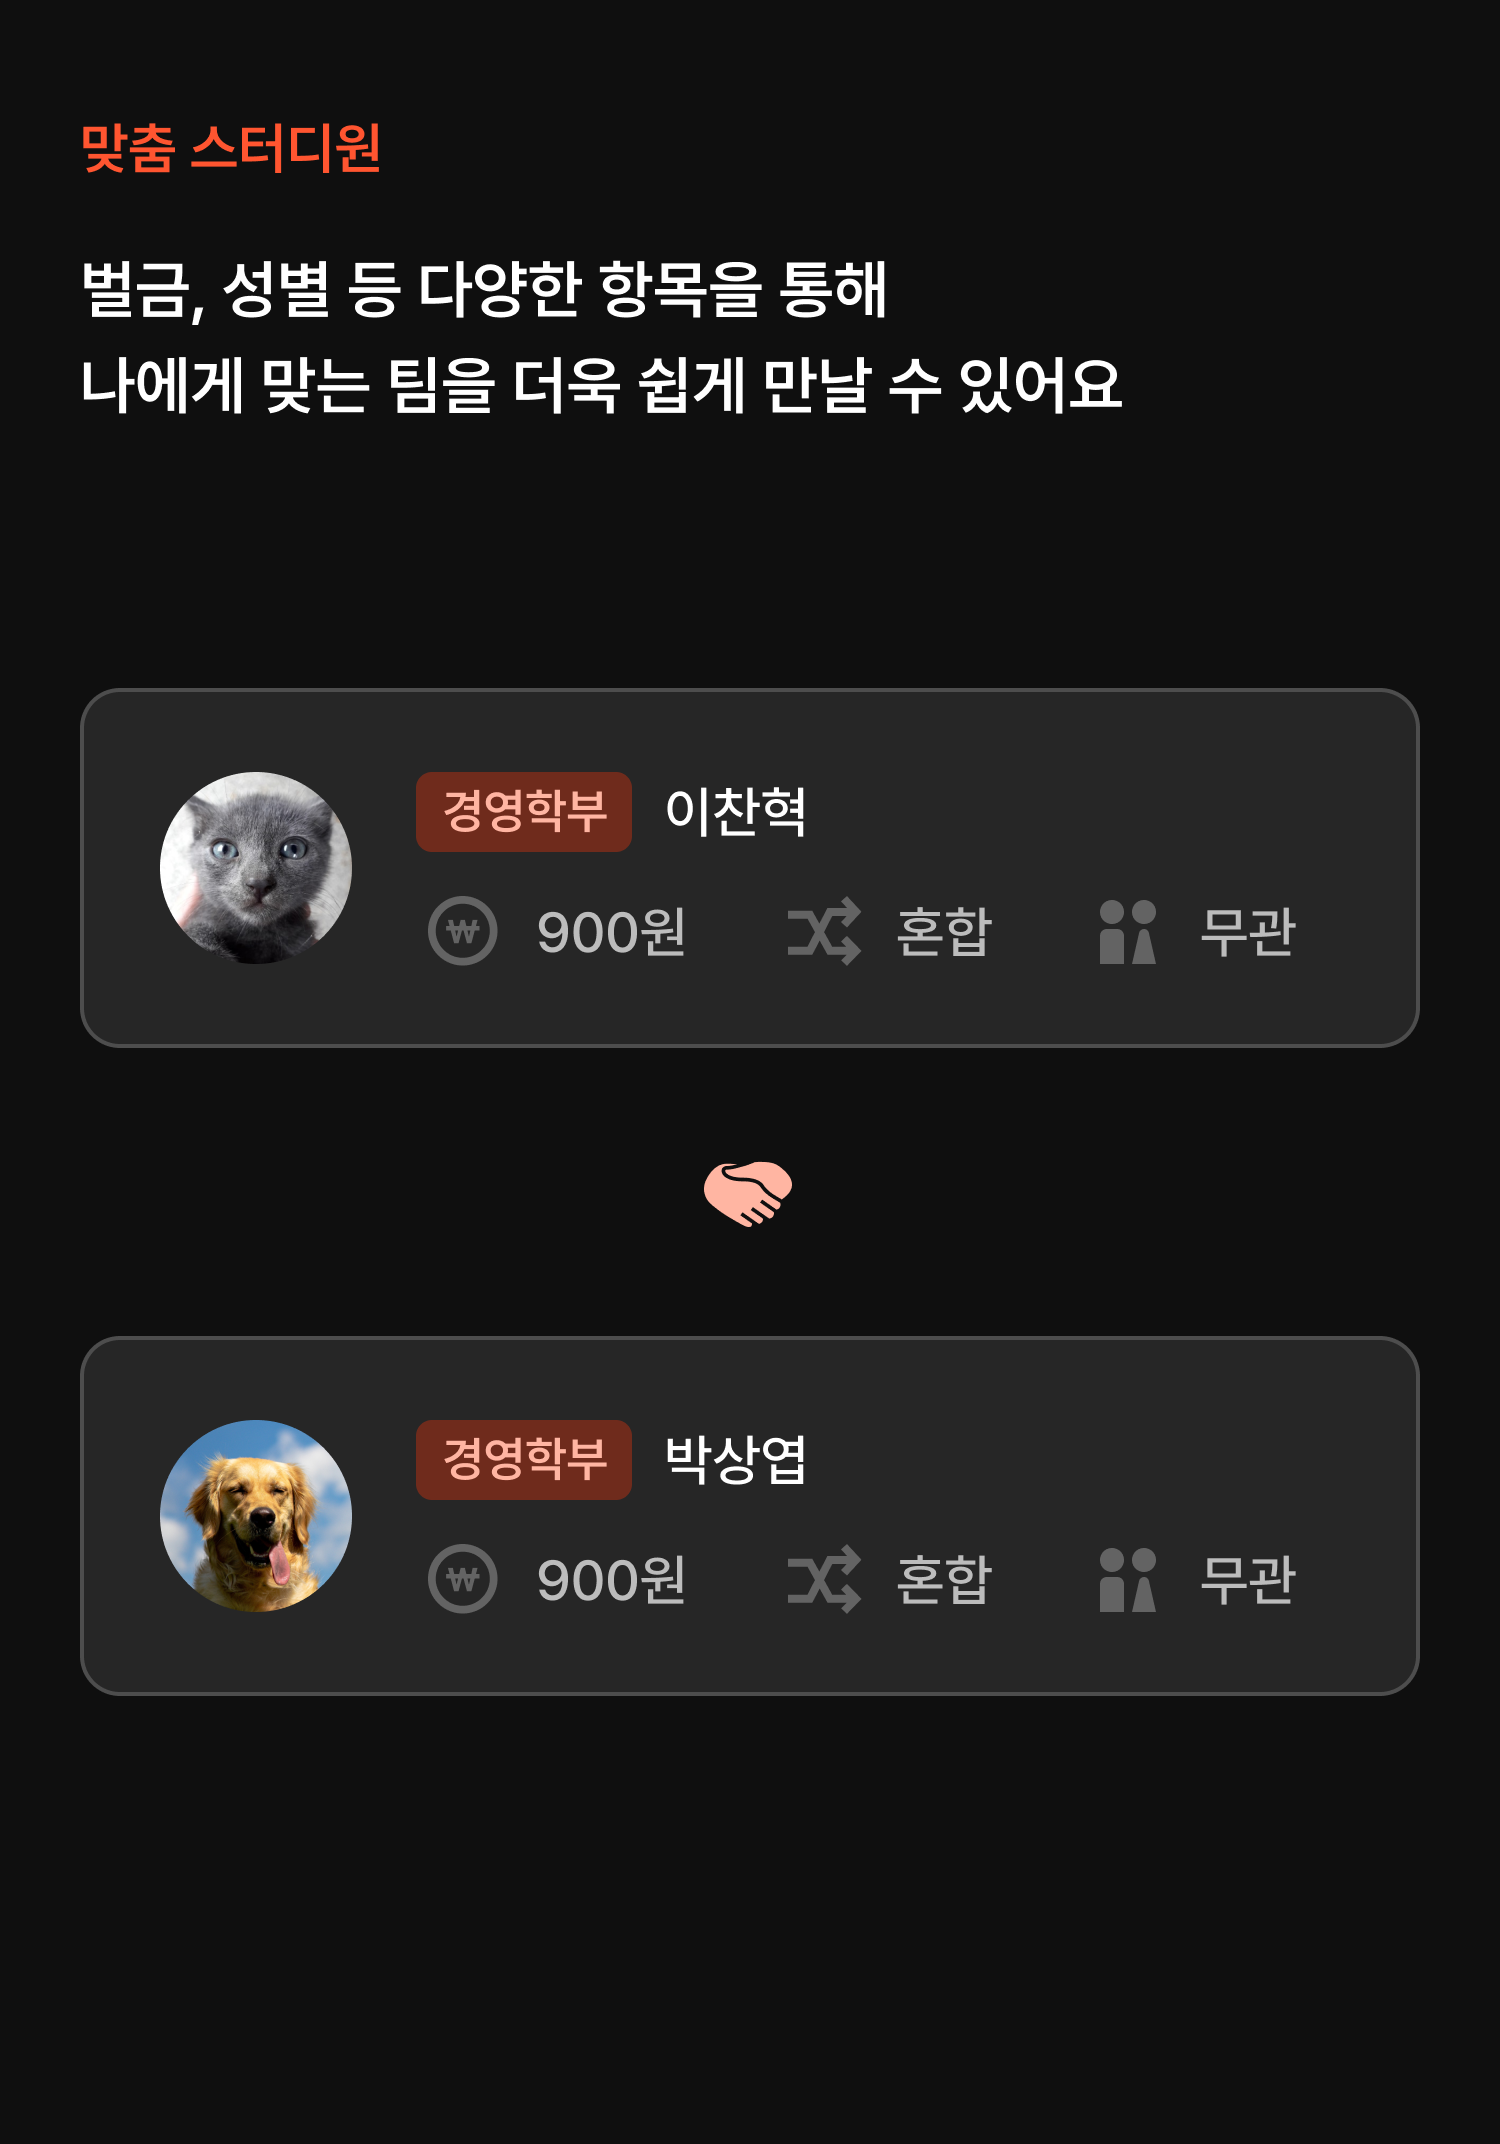 맞춤 스터디원
벌금, 성별 등 다양한 항목을 통해
나에게 맞는 팀을 더욱 쉽게 만날 수 있어요
경영학부 이찬혁
₩ 900원 혼합 무관
경영학부 박상엽
₩ 900원 혼합 무관